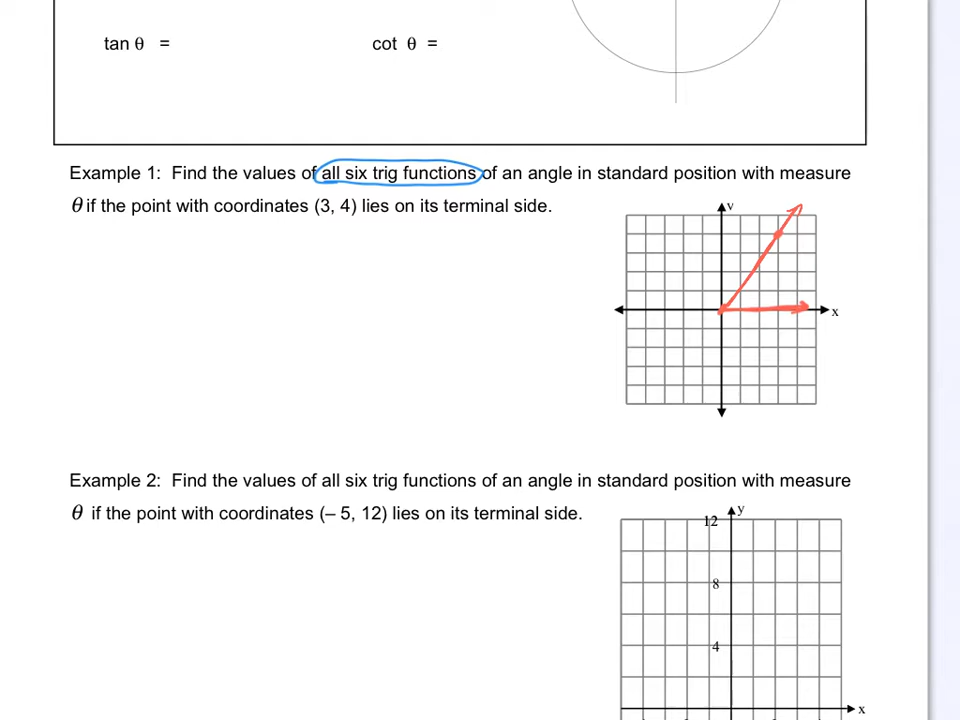 tan θ =
cot θ =
Example 1: Find the values of all six trig functions of an angle in standard position with measure
θ if the point with coordinates (3, 4) lies on its terminal side.
y
x
Example 2: Find the values of all six trig functions of an angle in standard position with measure
θ if the point with coordinates (– 5, 12) lies on its terminal side.
y
12
8
4
x